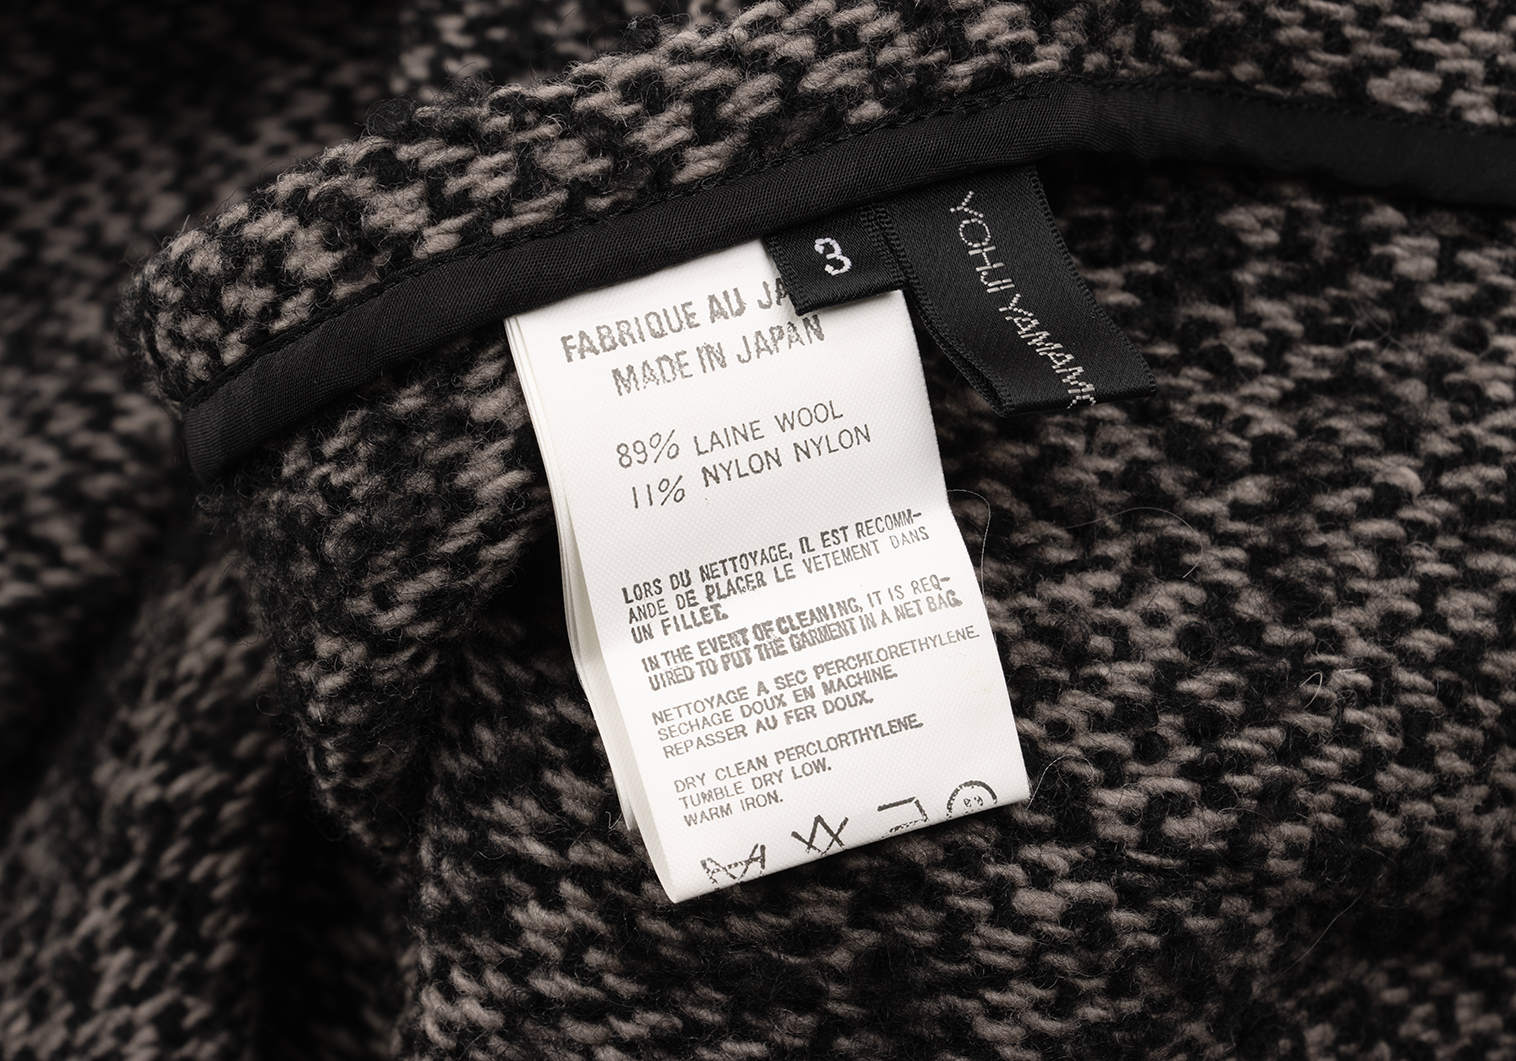 3
YOHJI YAMAMO
FABRIQUE AU JA
MADE IN JAPAN
89% LAINE WOOL
11% NYLON NYLON
LORS DU NETTOYAGE, IL EST RECOMM-
ANDE DE PLACER LE VETEMENT DANS
UN FILLET.
IN THE EVENT OF CLEANING, IT IS REQ-
UIRED TO PUT THE GARMENT IN A NET BAG.
NETTOYAGE A SEC PERCHLORETHYLENE.
SECHAGE DOUX EN MACHINE.
REPASSER AU FER DOUX.
DRY CLEAN PERCLORTHYLENE.
TUMBLE DRY LOW.
WARM IRON.